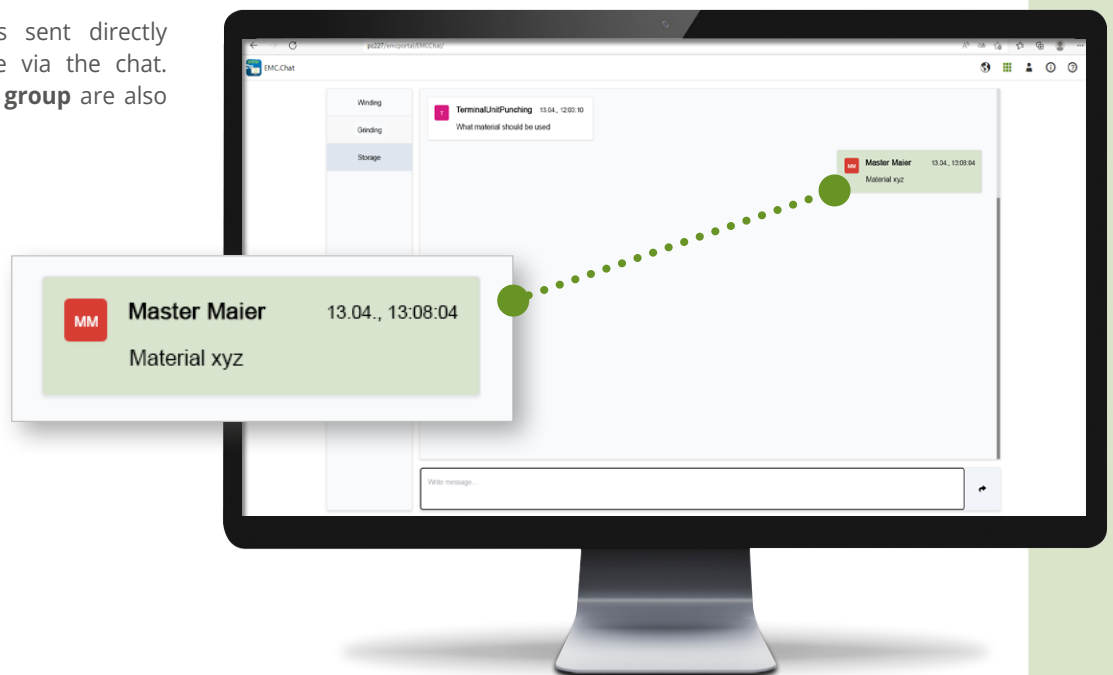 s sent directly
e via the chat.
group are also
pc227/emcportal/EMCChat/
EMC.Chat
Winding
Grinding
Storage
T
TerminalUnitPunching 13.04., 12:03:10
What material should be used
MM
Master Maier 13.04., 13:08:04
Material xyz
MM
Master Maier 13.04., 13:08:04
Material xyz
Write message...